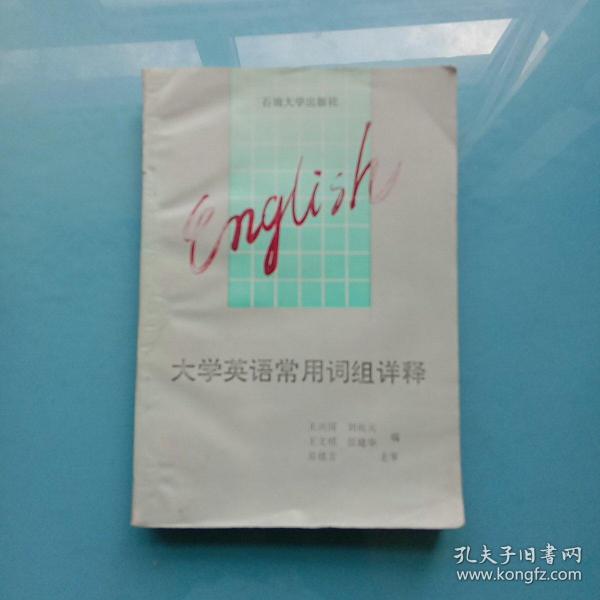 石油大学出版社
English
大学英语常用词组详释
编
主审
孔夫子旧書网
www.kongfz.com